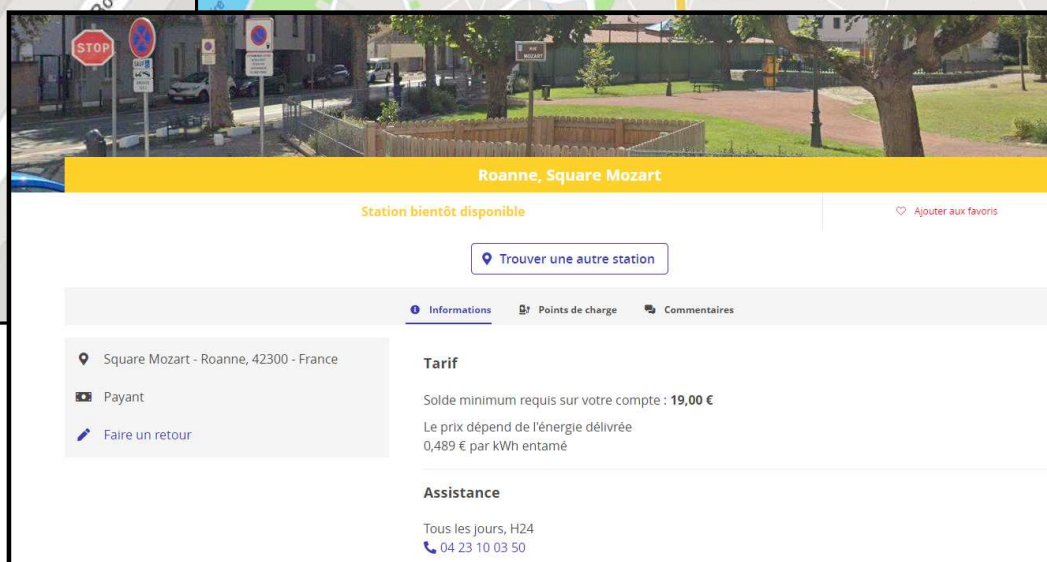 STOP
RUE
MOZART
Roanne, Square Mozart
Station bientôt disponible
Ajouter aux favoris
Trouver une autre station
Informations
Points de charge
Commentaires
Square Mozart - Roanne, 42300 - France
Payant
Faire un retour
Tarif
Solde minimum requis sur votre compte : 19,00 €
Le prix dépend de l'énergie délivrée
0,489 € par kWh entamé
Assistance
Tous les jours, H24
04 23 10 03 50